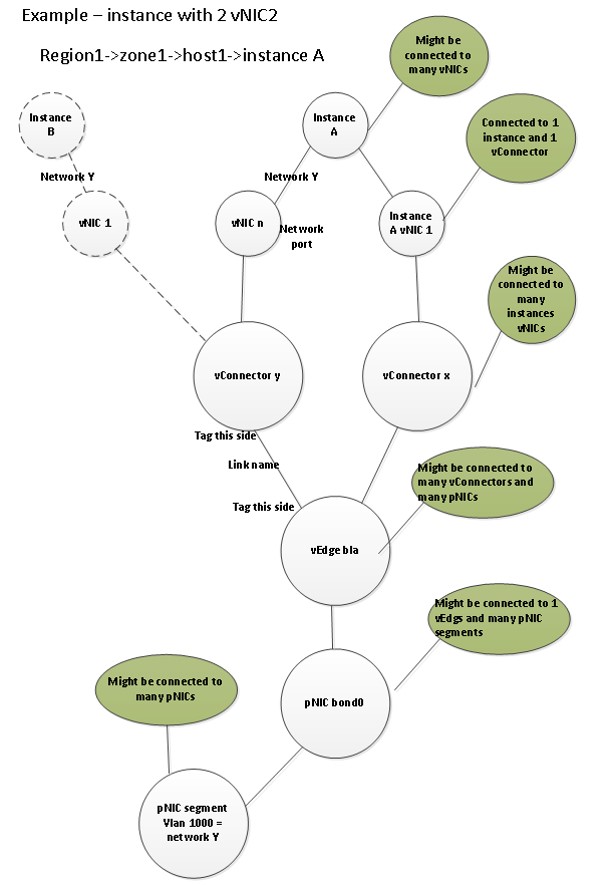 Example – instance with 2 vNIC2
Region1->zone1->host1->instance A
Might be
connected to
many vNICs
Instance
B
Instance
A
Connected to 1
instance and 1
vConnector
Network Y
Network Y
vNIC 1
vNIC n
Network
port
Instance
A vNIC 1
Might be
connected to
many
instances
vNICs
vConnector y
vConnector x
Tag this side
Link name
Tag this side
Might be connected to
many vConnectors and
many pNICs
vEdge bla
Might be connected to 1
vEdgs and many pNIC
segments
Might be connected to
many pNICs
pNIC bond0
pNIC segment
Vlan 1000 =
network Y